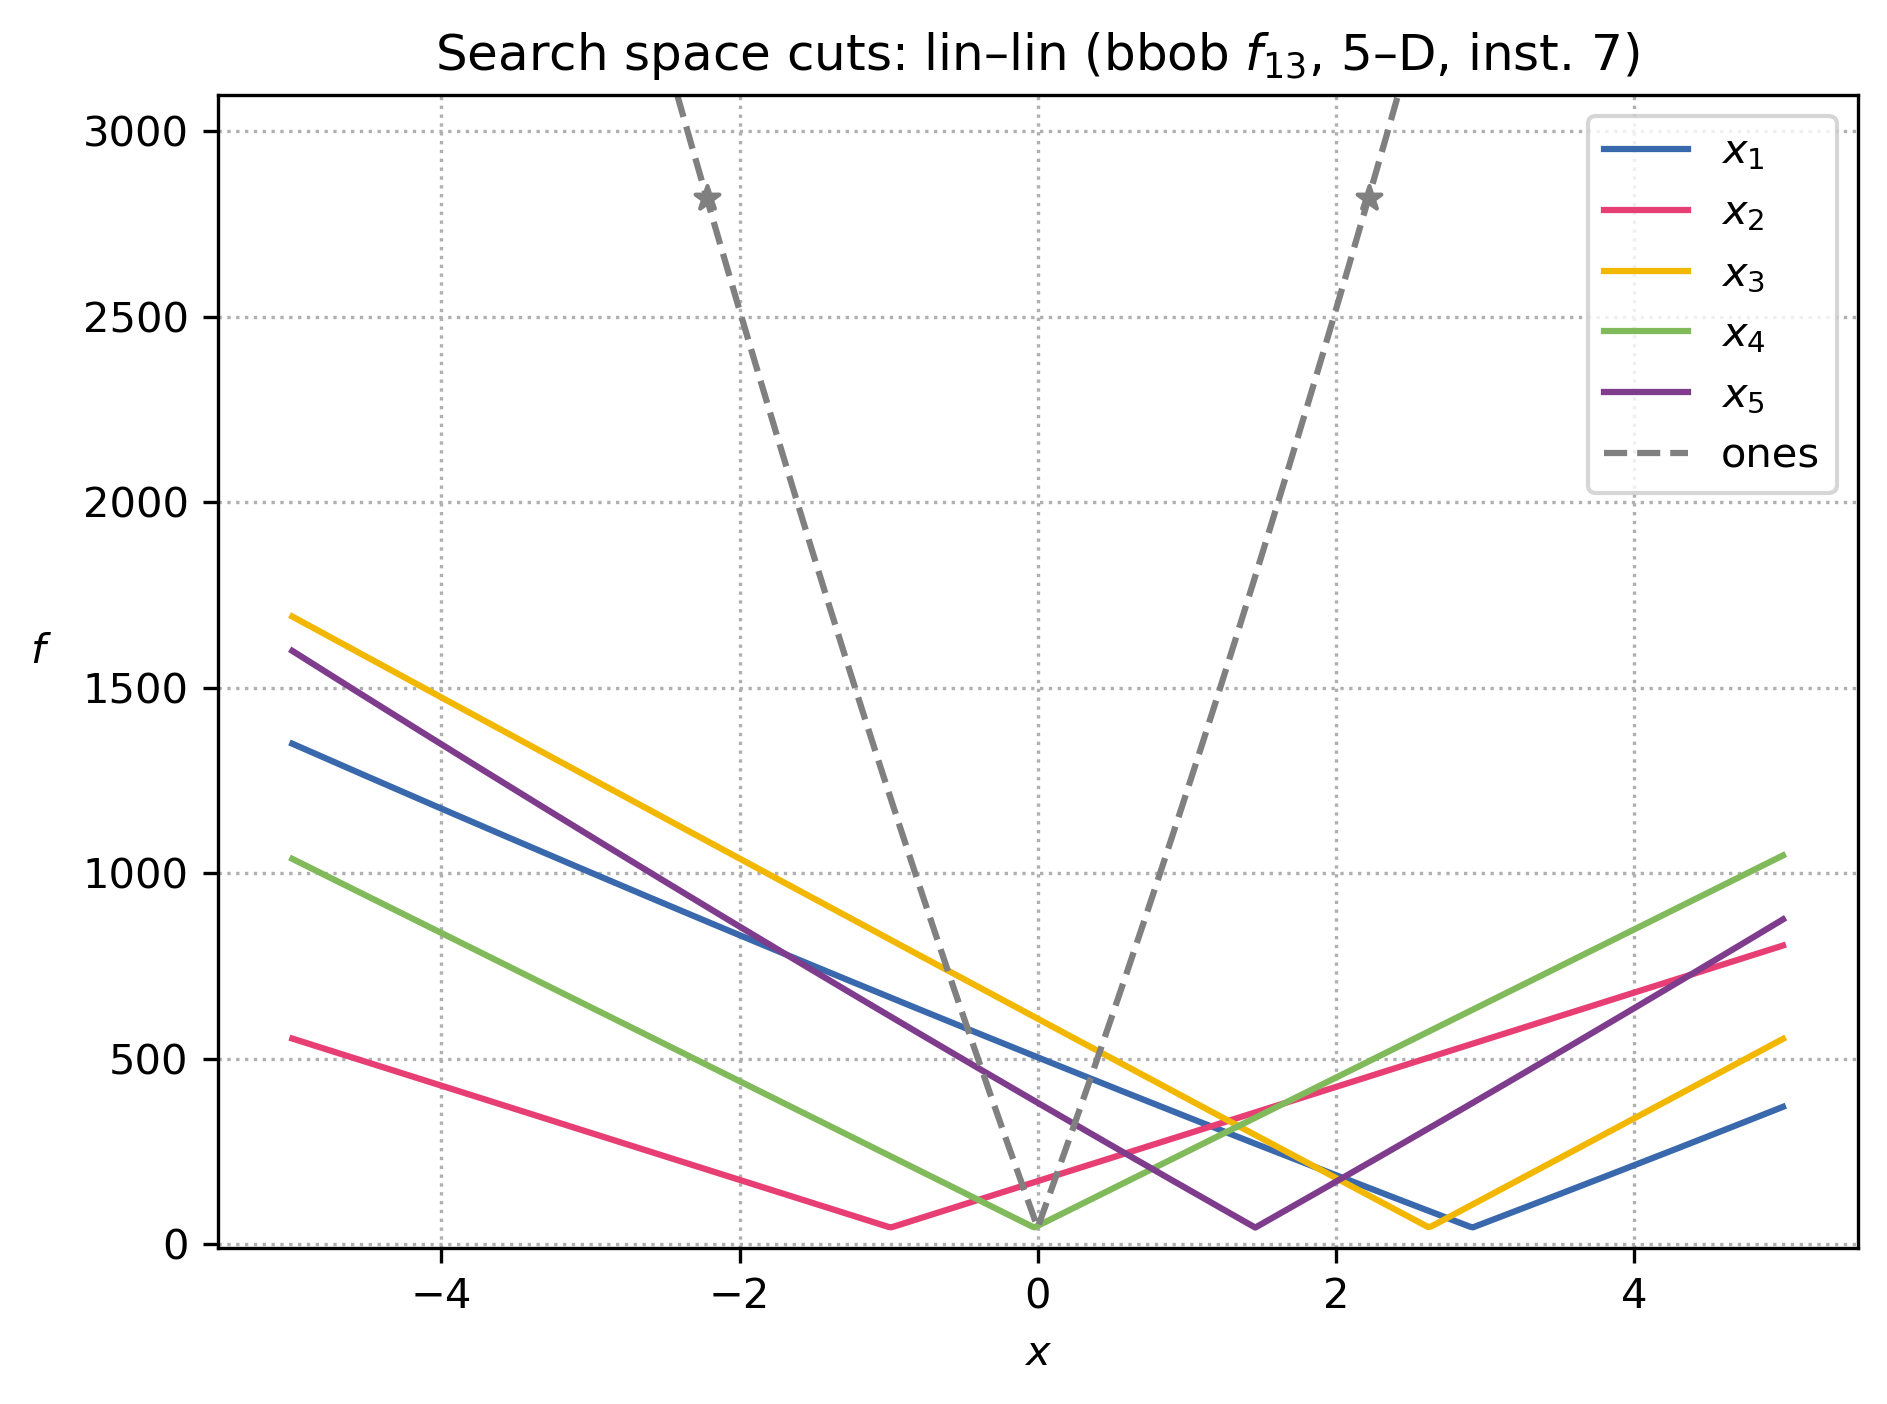 Search space cuts: lin–lin (bbob f13, 5–D, inst. 7)
3000
2500
2000
1500
1000
500
0
f
−4 −2 0 2 4
x
x1
x2
x3
x4
x5
ones